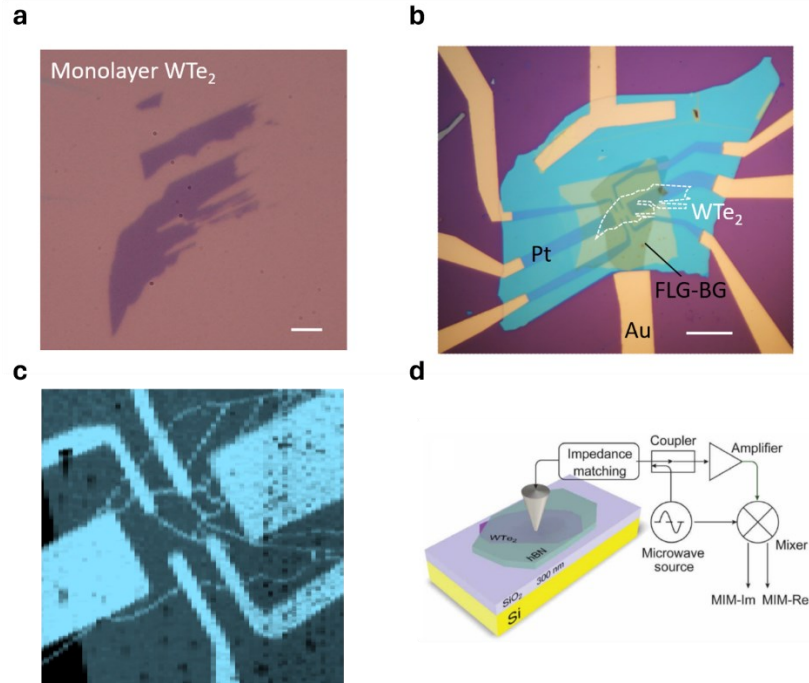 a
Monolayer WTe₂
b
WTe₂
Pt
FLG-BG
Au
c
d
Impedance
matching
Coupler
Amplifier
WTe₂
hBN
SiO₂ 300 nm
Si
Microwave
source
Mixer
MIM-Im MIM-Re